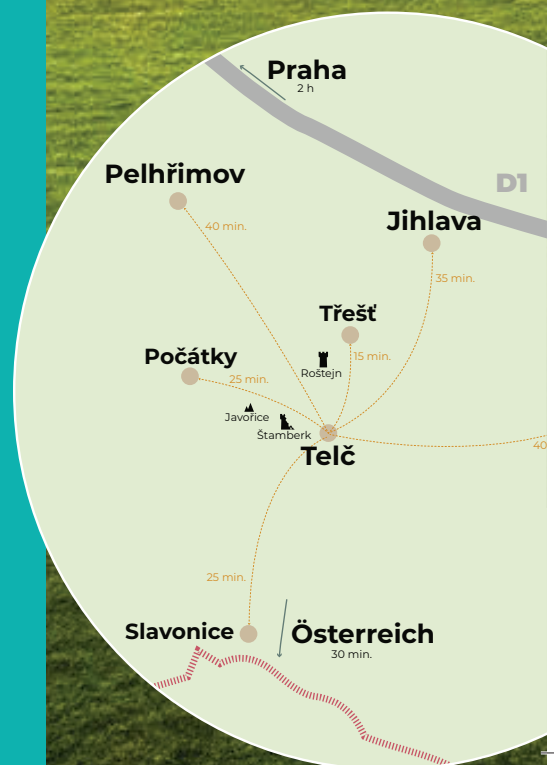 Praha
2 h
Pelhřimov
D1
Jihlava
40 min.
35 min.
Třešť
Počátky
15 min.
Roštejn
25 min.
Javořice
Štamberk
40
Telč
25 min.
Slavonice
Österreich
30 min.